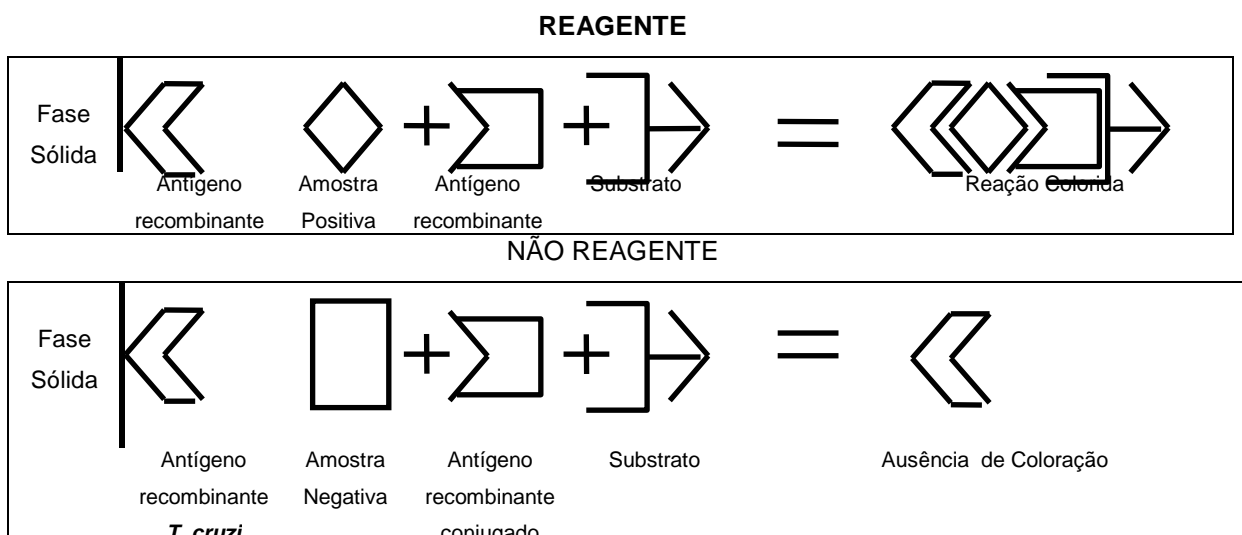 REAGENTE
Fase
Sólida
Antígeno
recombinante
Amostra
Positiva
Antígeno
recombinante
Substrato
Reação Colorida
NÃO REAGENTE
Fase
Sólida
Antígeno
recombinante
T. cruzi
Amostra
Negativa
Antígeno
recombinante
conjugado
Substrato
Ausência de Coloração